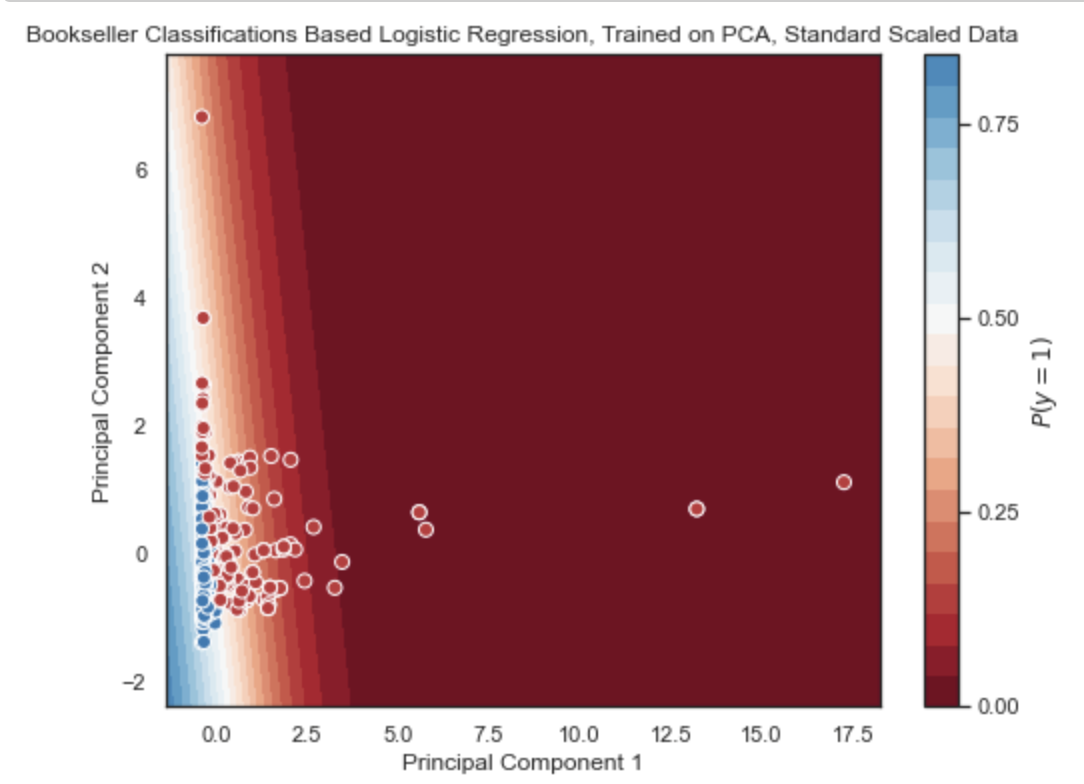 Bookseller Classifications Based Logistic Regression, Trained on PCA, Standard Scaled Data
6
4
2
0
−2
Principal Component 2
0.0 2.5 5.0 7.5 10.0 12.5 15.0 17.5
Principal Component 1
0.75
0.50
0.25
0.00
P(y = 1)